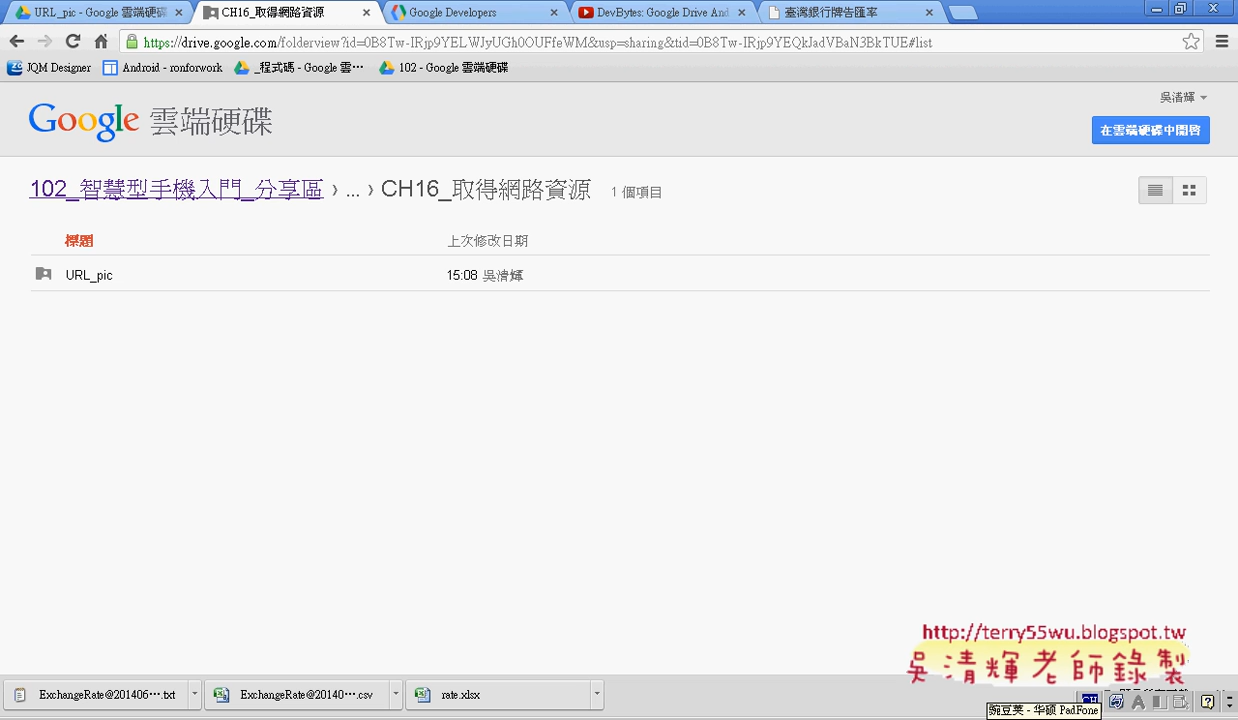 URL_pic - Google 雲端硬碟
CH16_取得網路資源
Google Developers
DevBytes: Google Drive And
臺灣銀行牌告匯率
https://drive.google.com/folderview?id=0B8Tw-IRjp9YELWJyUGh0OUFfeWM&usp=sharing&tid=0B8Tw-IRjp9YEQkJadVBaN3BkTUE#list
JQM Designer
Android - ronforwork
_程式碼 - Google 雲…
102 - Google 雲端硬碟
吳清輝
Google 雲端硬碟
在雲端硬碟中開啓
102_智慧型手機入門_分享區 › ... › CH16_取得網路資源 1 個項目
標題 上次修改日期
URL_pic 15:08 吳清輝
http://terry55wu.blogspot.tw
吳清輝老師錄製
ExchangeRate@201406….txt
ExchangeRate@20140….csv
rate.xlsx
CH
豌豆荚 - 华硕 PadFone